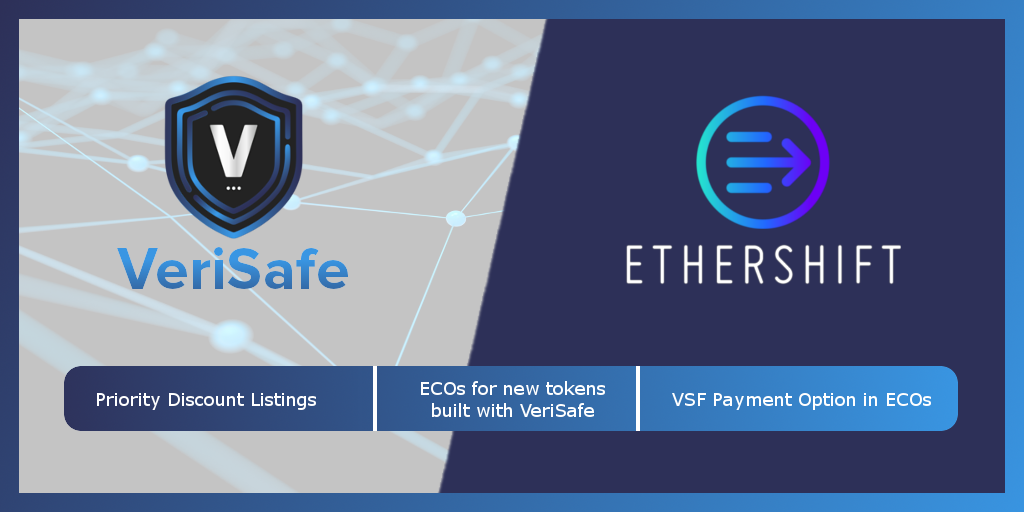 V
VeriSafe
ETHERSHIFT
Priority Discount Listings
ECOs for new tokens
built with VeriSafe
VSF Payment Option in ECOs